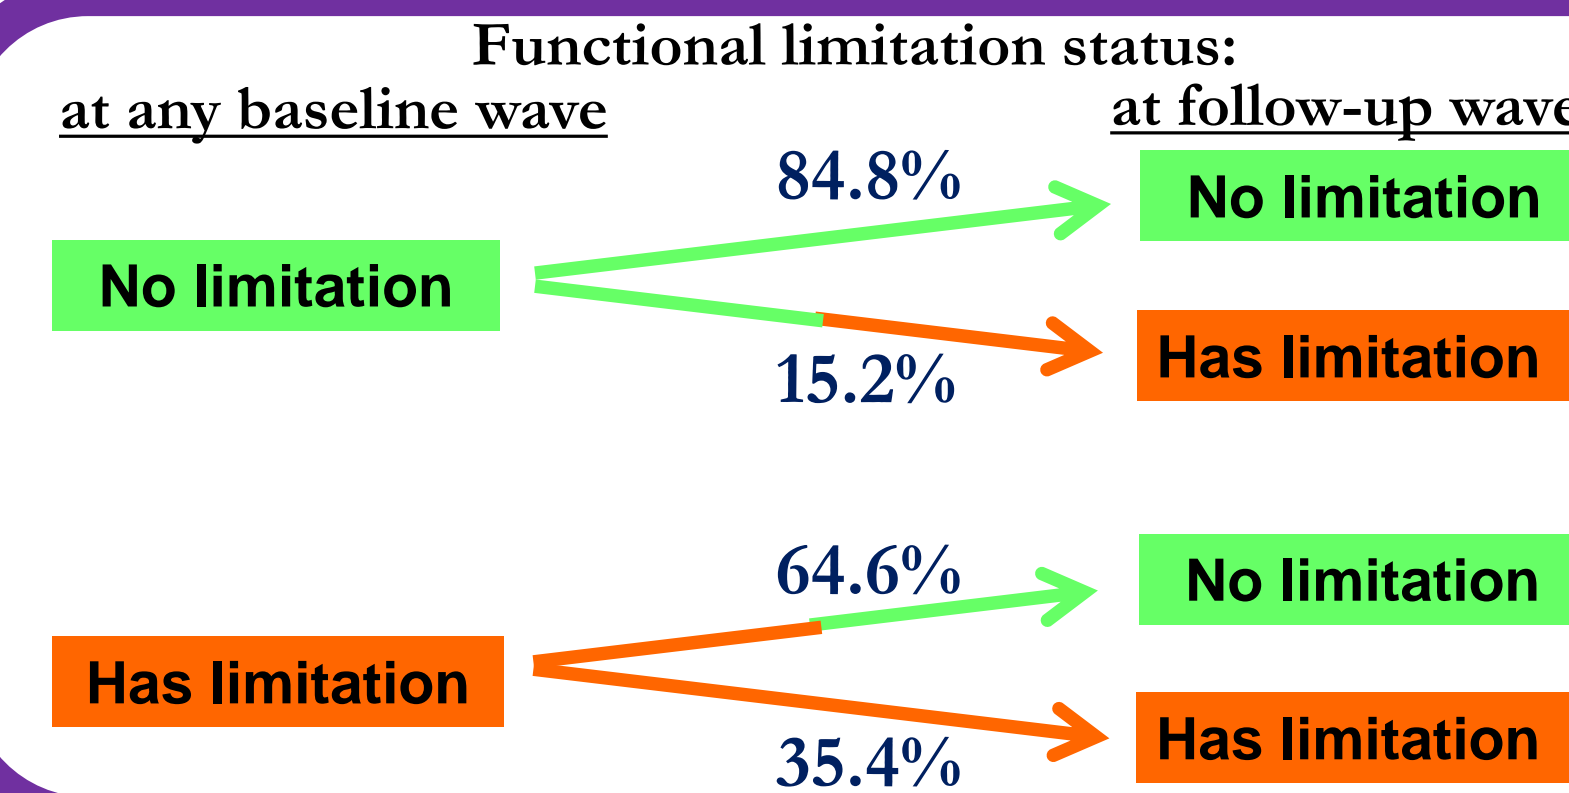 Functional limitation status:
at any baseline wave
at follow-up wave
84.8%
No limitation
No limitation
Has limitation
15.2%
64.6%
No limitation
Has limitation
Has limitation
35.4%